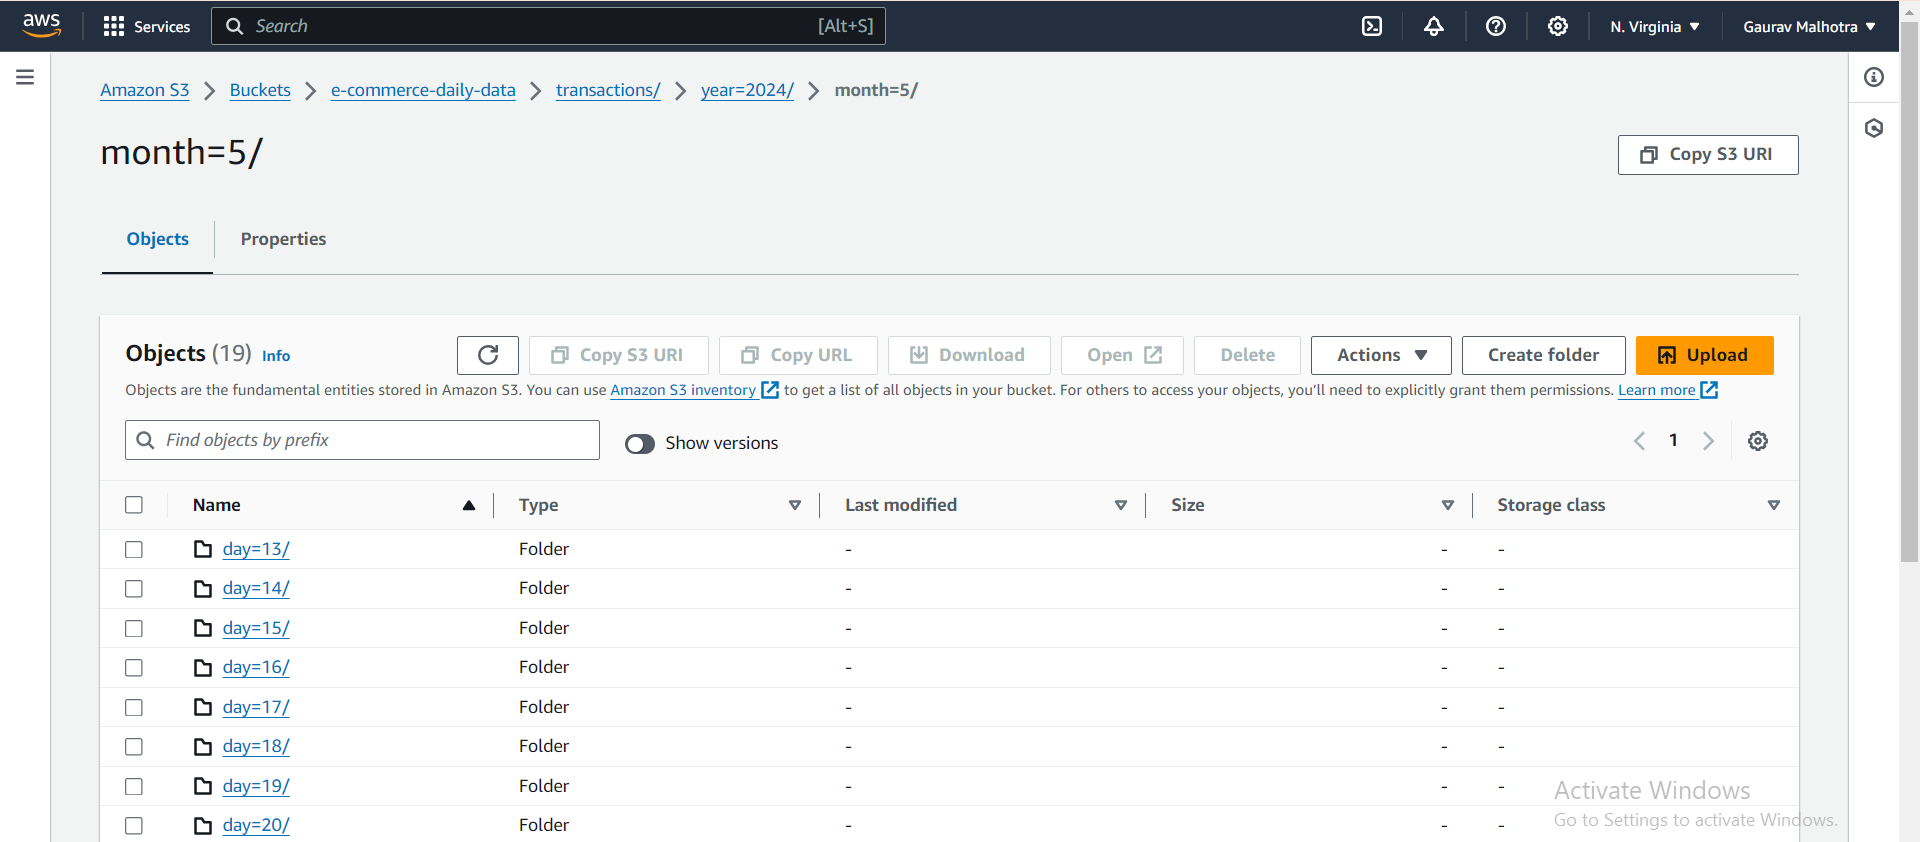 aws Services Search [Alt+S] N. Virginia ▼ Gaurav Malhotra ▼
Amazon S3 > Buckets > e-commerce-daily-data > transactions/ > year=2024/ > month=5/
month=5/
Copy S3 URI
Objects Properties
Objects (19) Info
Copy S3 URI Copy URL Download Open Delete Actions ▼ Create folder Upload
Objects are the fundamental entities stored in Amazon S3. You can use Amazon S3 inventory to get a list of all objects in your bucket. For others to access your objects, you’ll need to explicitly grant them permissions. Learn more
Find objects by prefix Show versions < 1 >
Name ▲ Type Last modified Size Storage class
day=13/ Folder - - -
day=14/ Folder - - -
day=15/ Folder - - -
day=16/ Folder - - -
day=17/ Folder - - -
day=18/ Folder - - -
day=19/ Folder - - -
day=20/ Folder - - -
Activate Windows
Go to Settings to activate Windows.